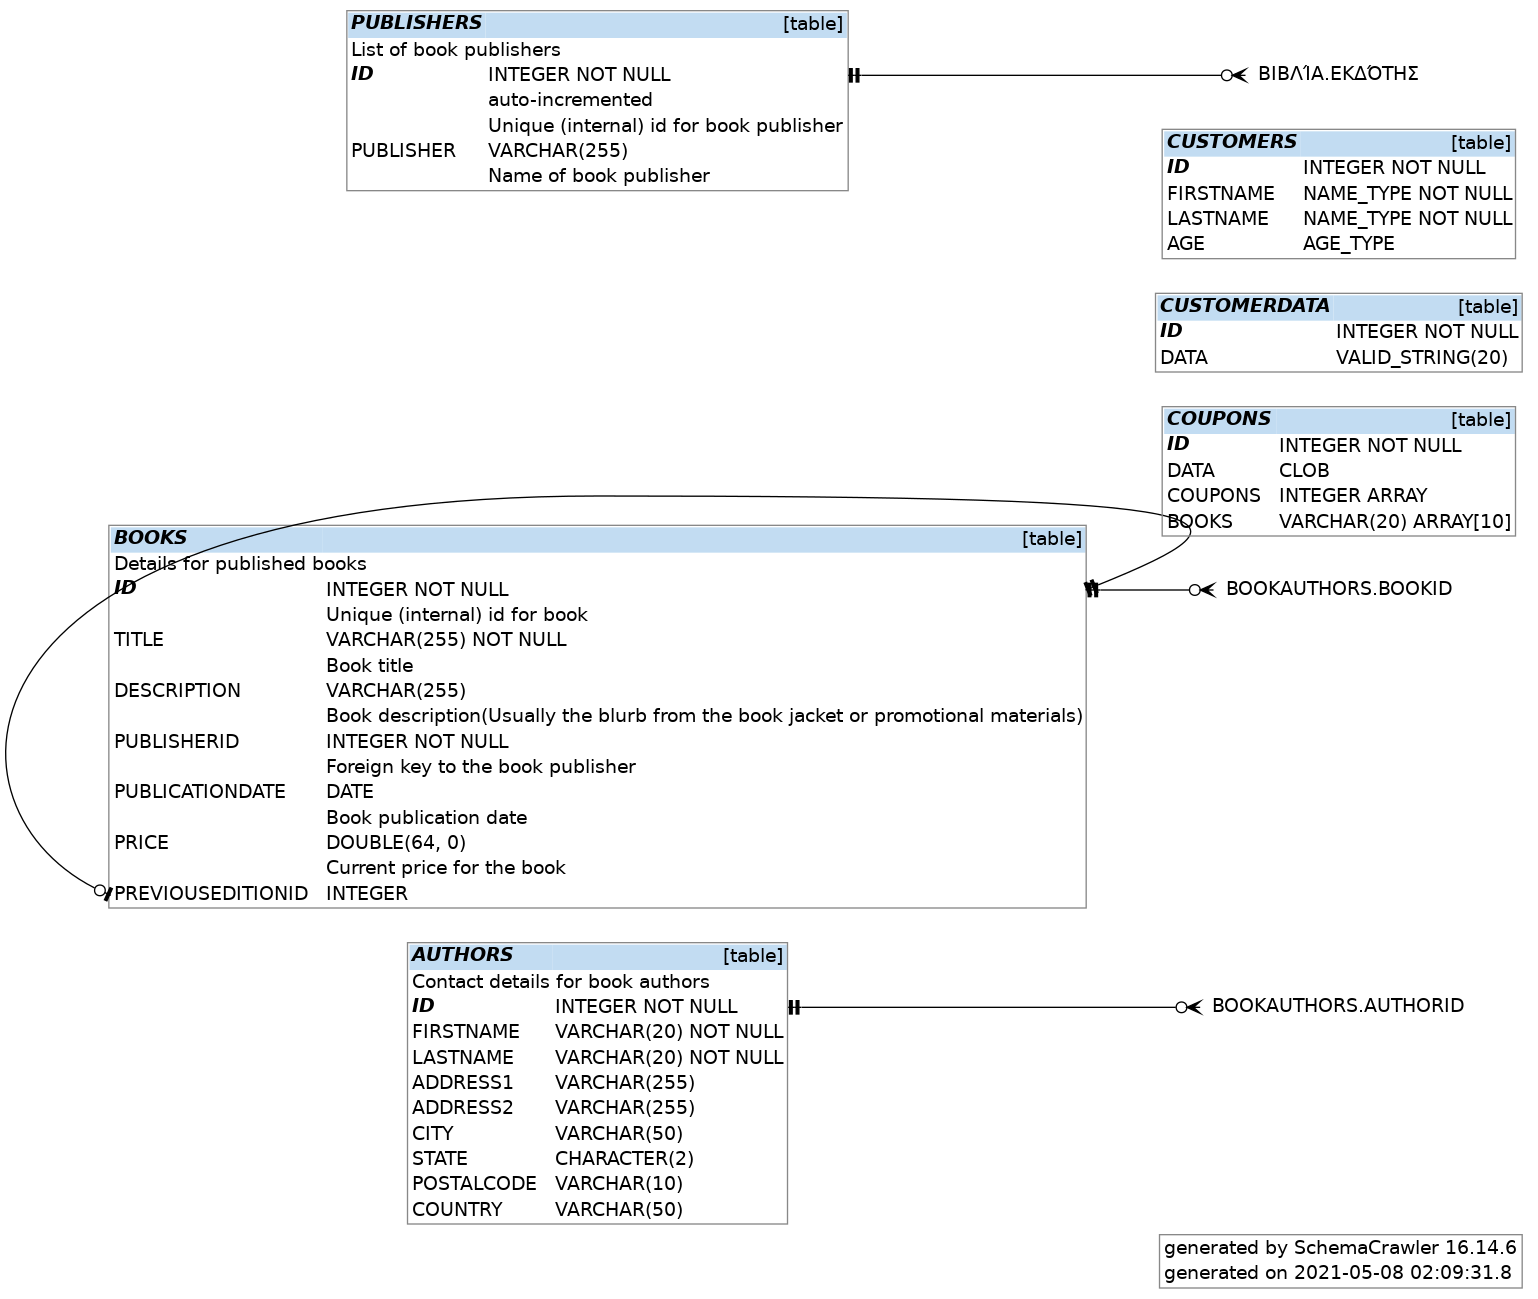 PUBLISHERS [table]
List of book publishers
ID INTEGER NOT NULL
auto-incremented
Unique (internal) id for book publisher
PUBLISHER VARCHAR(255)
Name of book publisher
ΒΙΒΛΊΑ.ΕΚΔΌΤΗΣ
CUSTOMERS [table]
ID INTEGER NOT NULL
FIRSTNAME NAME_TYPE NOT NULL
LASTNAME NAME_TYPE NOT NULL
AGE AGE_TYPE
CUSTOMERDATA [table]
ID INTEGER NOT NULL
DATA VALID_STRING(20)
COUPONS [table]
ID INTEGER NOT NULL
DATA CLOB
COUPONS INTEGER ARRAY
BOOKS VARCHAR(20) ARRAY[10]
BOOKS [table]
Details for published books
ID INTEGER NOT NULL
Unique (internal) id for book
TITLE VARCHAR(255) NOT NULL
Book title
DESCRIPTION VARCHAR(255)
Book description(Usually the blurb from the book jacket or promotional materials)
PUBLISHERID INTEGER NOT NULL
Foreign key to the book publisher
PUBLICATIONDATE DATE
Book publication date
PRICE DOUBLE(64, 0)
Current price for the book
PREVIOUSEDITIONID INTEGER
BOOKAUTHORS.BOOKID
AUTHORS [table]
Contact details for book authors
ID INTEGER NOT NULL
FIRSTNAME VARCHAR(20) NOT NULL
LASTNAME VARCHAR(20) NOT NULL
ADDRESS1 VARCHAR(255)
ADDRESS2 VARCHAR(255)
CITY VARCHAR(50)
STATE CHARACTER(2)
POSTALCODE VARCHAR(10)
COUNTRY VARCHAR(50)
BOOKAUTHORS.AUTHORID
generated by SchemaCrawler 16.14.6
generated on 2021-05-08 02:09:31.8